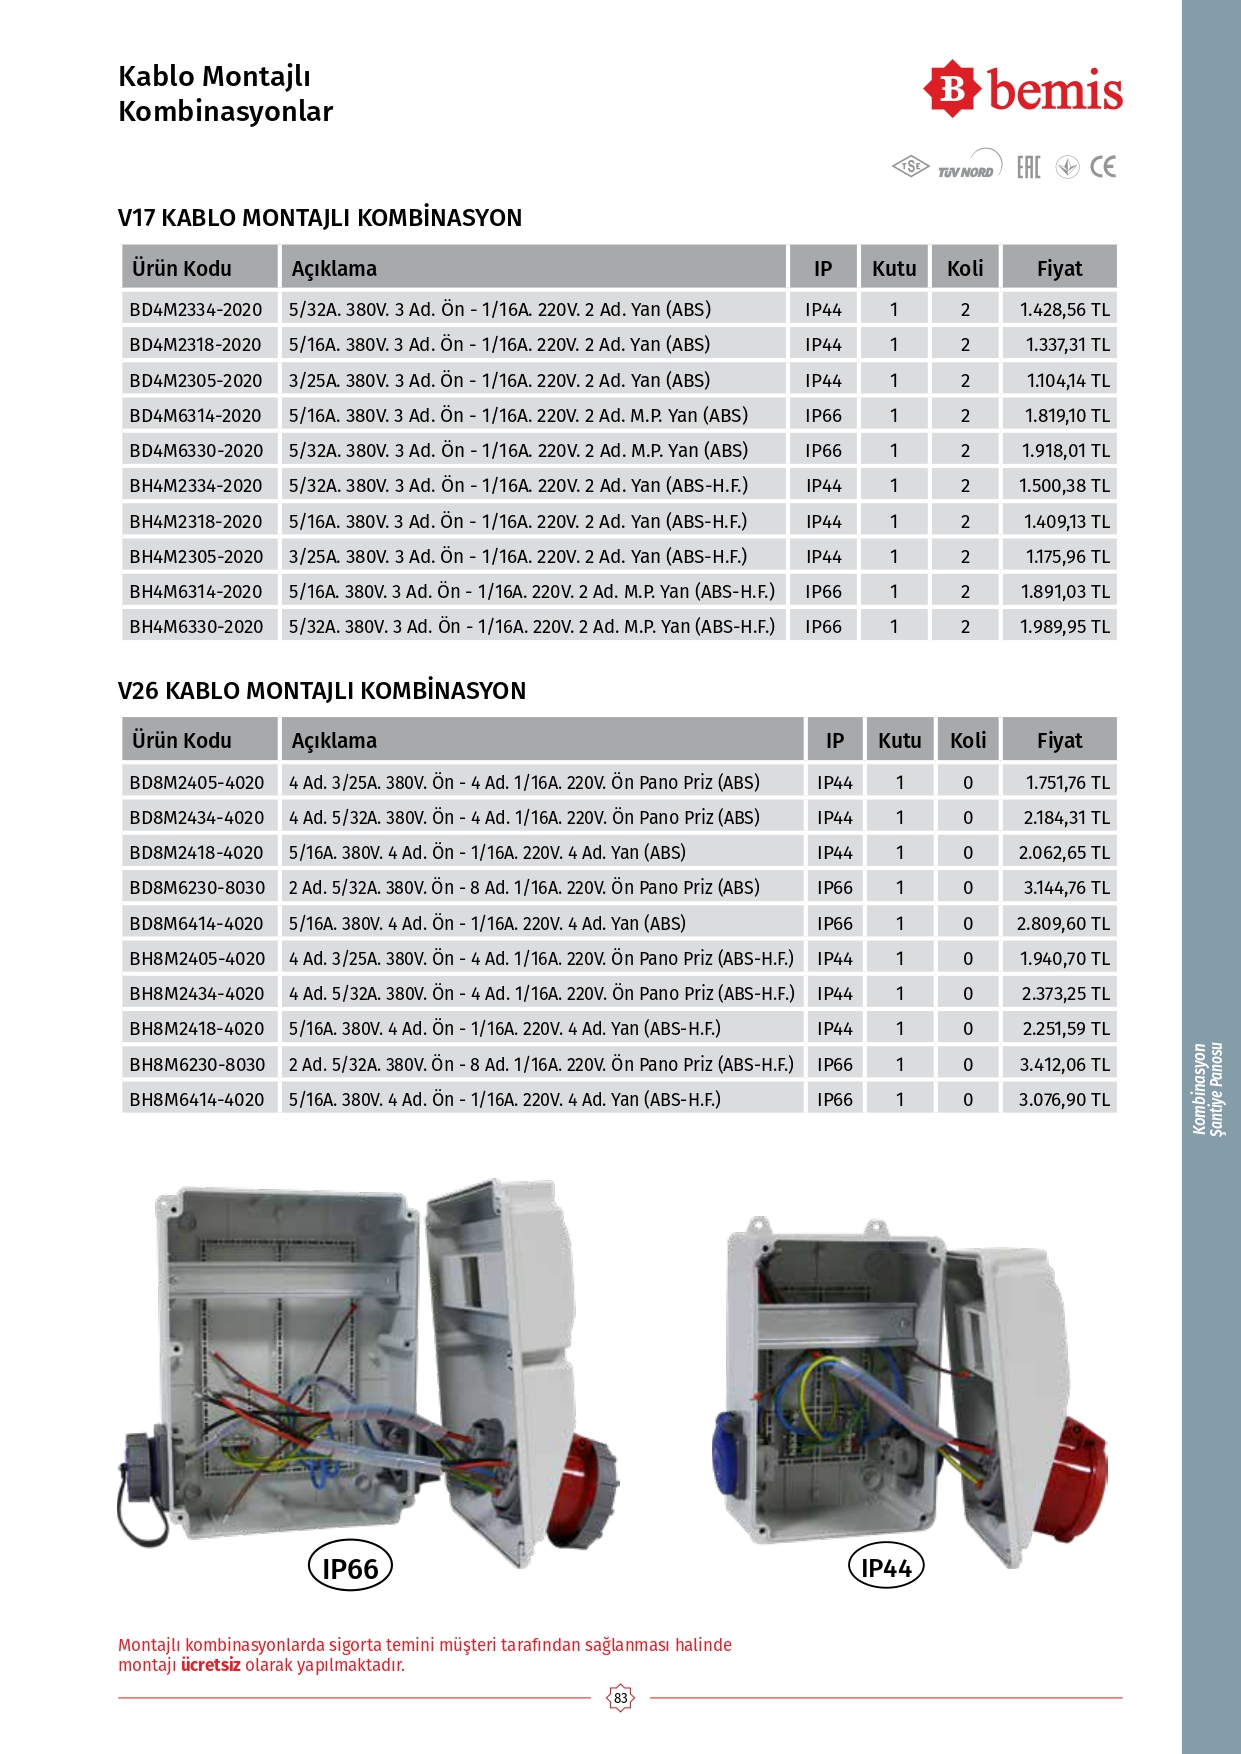 Kablo Montajlı
Kombinasyonlar
B bemis
TSE TÜV NORD EAC CE
V17 KABLO MONTAJLI KOMBİNASYON
Ürün Kodu Açıklama IP Kutu Koli Fiyat
BD4M2334-2020 5/32A. 380V. 3 Ad. Ön - 1/16A. 220V. 2 Ad. Yan (ABS) IP44 1 2 1.428,56 TL
BD4M2318-2020 5/16A. 380V. 3 Ad. Ön - 1/16A. 220V. 2 Ad. Yan (ABS) IP44 1 2 1.337,31 TL
BD4M2305-2020 3/25A. 380V. 3 Ad. Ön - 1/16A. 220V. 2 Ad. Yan (ABS) IP44 1 2 1.104,14 TL
BD4M6314-2020 5/16A. 380V. 3 Ad. Ön - 1/16A. 220V. 2 Ad. M.P. Yan (ABS) IP66 1 2 1.819,10 TL
BD4M6330-2020 5/32A. 380V. 3 Ad. Ön - 1/16A. 220V. 2 Ad. M.P. Yan (ABS) IP66 1 2 1.918,01 TL
BH4M2334-2020 5/32A. 380V. 3 Ad. Ön - 1/16A. 220V. 2 Ad. Yan (ABS-H.F.) IP44 1 2 1.500,38 TL
BH4M2318-2020 5/16A. 380V. 3 Ad. Ön - 1/16A. 220V. 2 Ad. Yan (ABS-H.F.) IP44 1 2 1.409,13 TL
BH4M2305-2020 3/25A. 380V. 3 Ad. Ön - 1/16A. 220V. 2 Ad. Yan (ABS-H.F.) IP44 1 2 1.175,96 TL
BH4M6314-2020 5/16A. 380V. 3 Ad. Ön - 1/16A. 220V. 2 Ad. M.P. Yan (ABS-H.F.) IP66 1 2 1.891,03 TL
BH4M6330-2020 5/32A. 380V. 3 Ad. Ön - 1/16A. 220V. 2 Ad. M.P. Yan (ABS-H.F.) IP66 1 2 1.989,95 TL
V26 KABLO MONTAJLI KOMBİNASYON
Ürün Kodu Açıklama IP Kutu Koli Fiyat
BD8M2405-4020 4 Ad. 3/25A. 380V. Ön - 4 Ad. 1/16A. 220V. Ön Pano Priz (ABS) IP44 1 0 1.751,76 TL
BD8M2434-4020 4 Ad. 5/32A. 380V. Ön - 4 Ad. 1/16A. 220V. Ön Pano Priz (ABS) IP44 1 0 2.184,31 TL
BD8M2418-4020 5/16A. 380V. 4 Ad. Ön - 1/16A. 220V. 4 Ad. Yan (ABS) IP44 1 0 2.062,65 TL
BD8M6230-8030 2 Ad. 5/32A. 380V. Ön - 8 Ad. 1/16A. 220V. Ön Pano Priz (ABS) IP66 1 0 3.144,76 TL
BD8M6414-4020 5/16A. 380V. 4 Ad. Ön - 1/16A. 220V. 4 Ad. Yan (ABS) IP66 1 0 2.809,60 TL
BH8M2405-4020 4 Ad. 3/25A. 380V. Ön - 4 Ad. 1/16A. 220V. Ön Pano Priz (ABS-H.F.) IP44 1 0 1.940,70 TL
BH8M2434-4020 4 Ad. 5/32A. 380V. Ön - 4 Ad. 1/16A. 220V. Ön Pano Priz (ABS-H.F.) IP44 1 0 2.373,25 TL
BH8M2418-4020 5/16A. 380V. 4 Ad. Ön - 1/16A. 220V. 4 Ad. Yan (ABS-H.F.) IP44 1 0 2.251,59 TL
BH8M6230-8030 2 Ad. 5/32A. 380V. Ön - 8 Ad. 1/16A. 220V. Ön Pano Priz (ABS-H.F.) IP66 1 0 3.412,06 TL
BH8M6414-4020 5/16A. 380V. 4 Ad. Ön - 1/16A. 220V. 4 Ad. Yan (ABS-H.F.) IP66 1 0 3.076,90 TL
Kombinasyon
Şantiye Panosu
IP66
IP44
Montajlı kombinasyonlarda sigorta temini müşteri tarafından sağlanması halinde
montajı ücretsiz olarak yapılmaktadır.
83